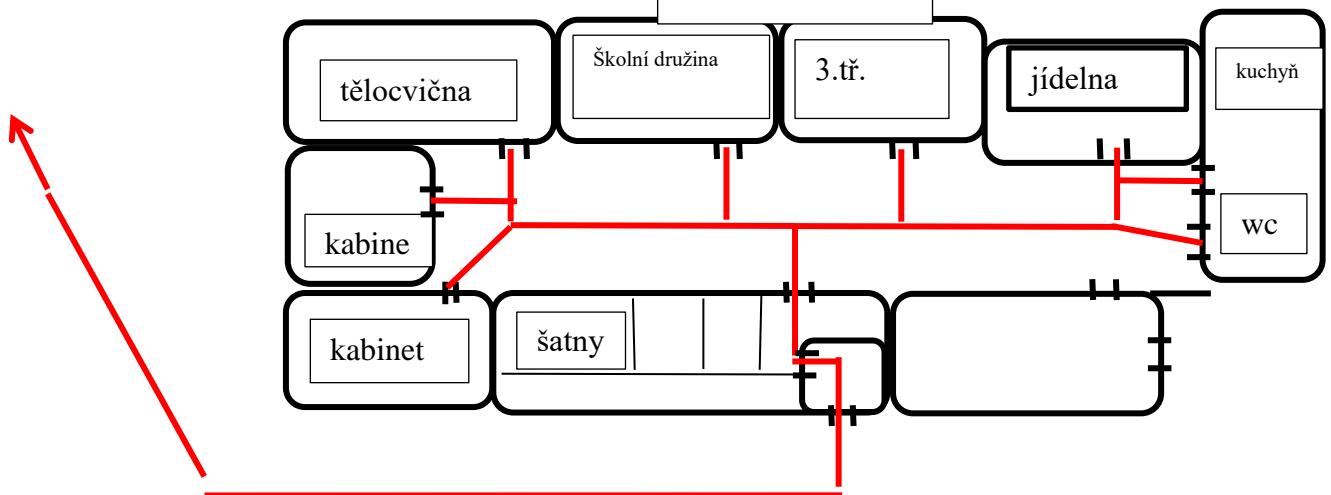 tělocvična
Školní družina
3.tř.
jídelna
kuchyň
kabine
wc
kabinet
šatny